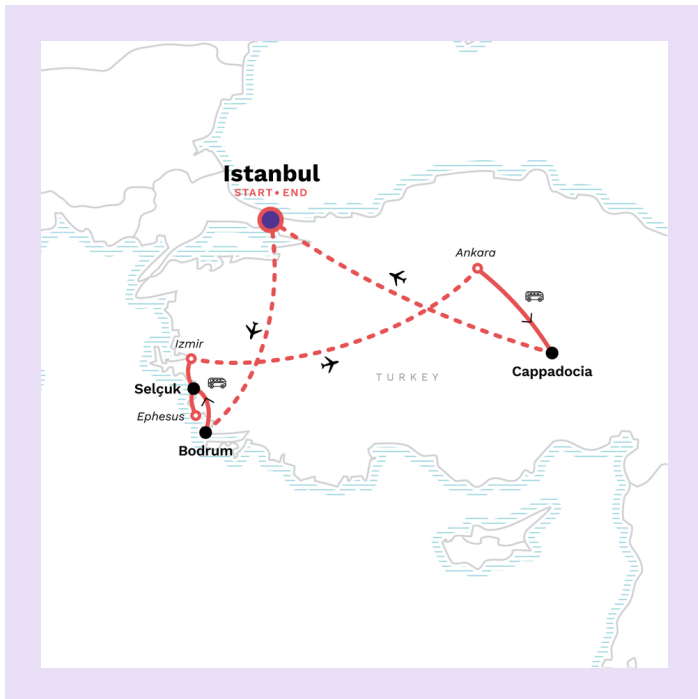 Istanbul
START • END
Ankara
Izmir
TURKEY
Cappadocia
Selçuk
Ephesus
Bodrum